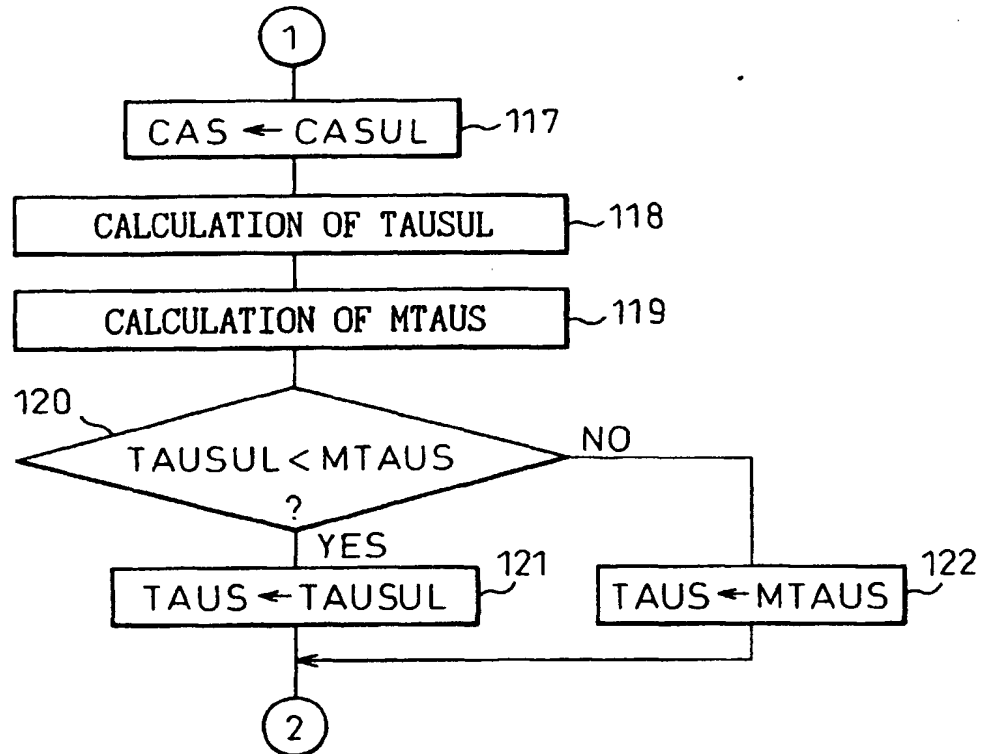 1
CAS ← CASUL
117
CALCULATION OF TAUSUL
118
CALCULATION OF MTAUS
119
120
TAUSUL < MTAUS
?
NO
YES
TAUS ← TAUSUL
121
TAUS ← MTAUS
122
2